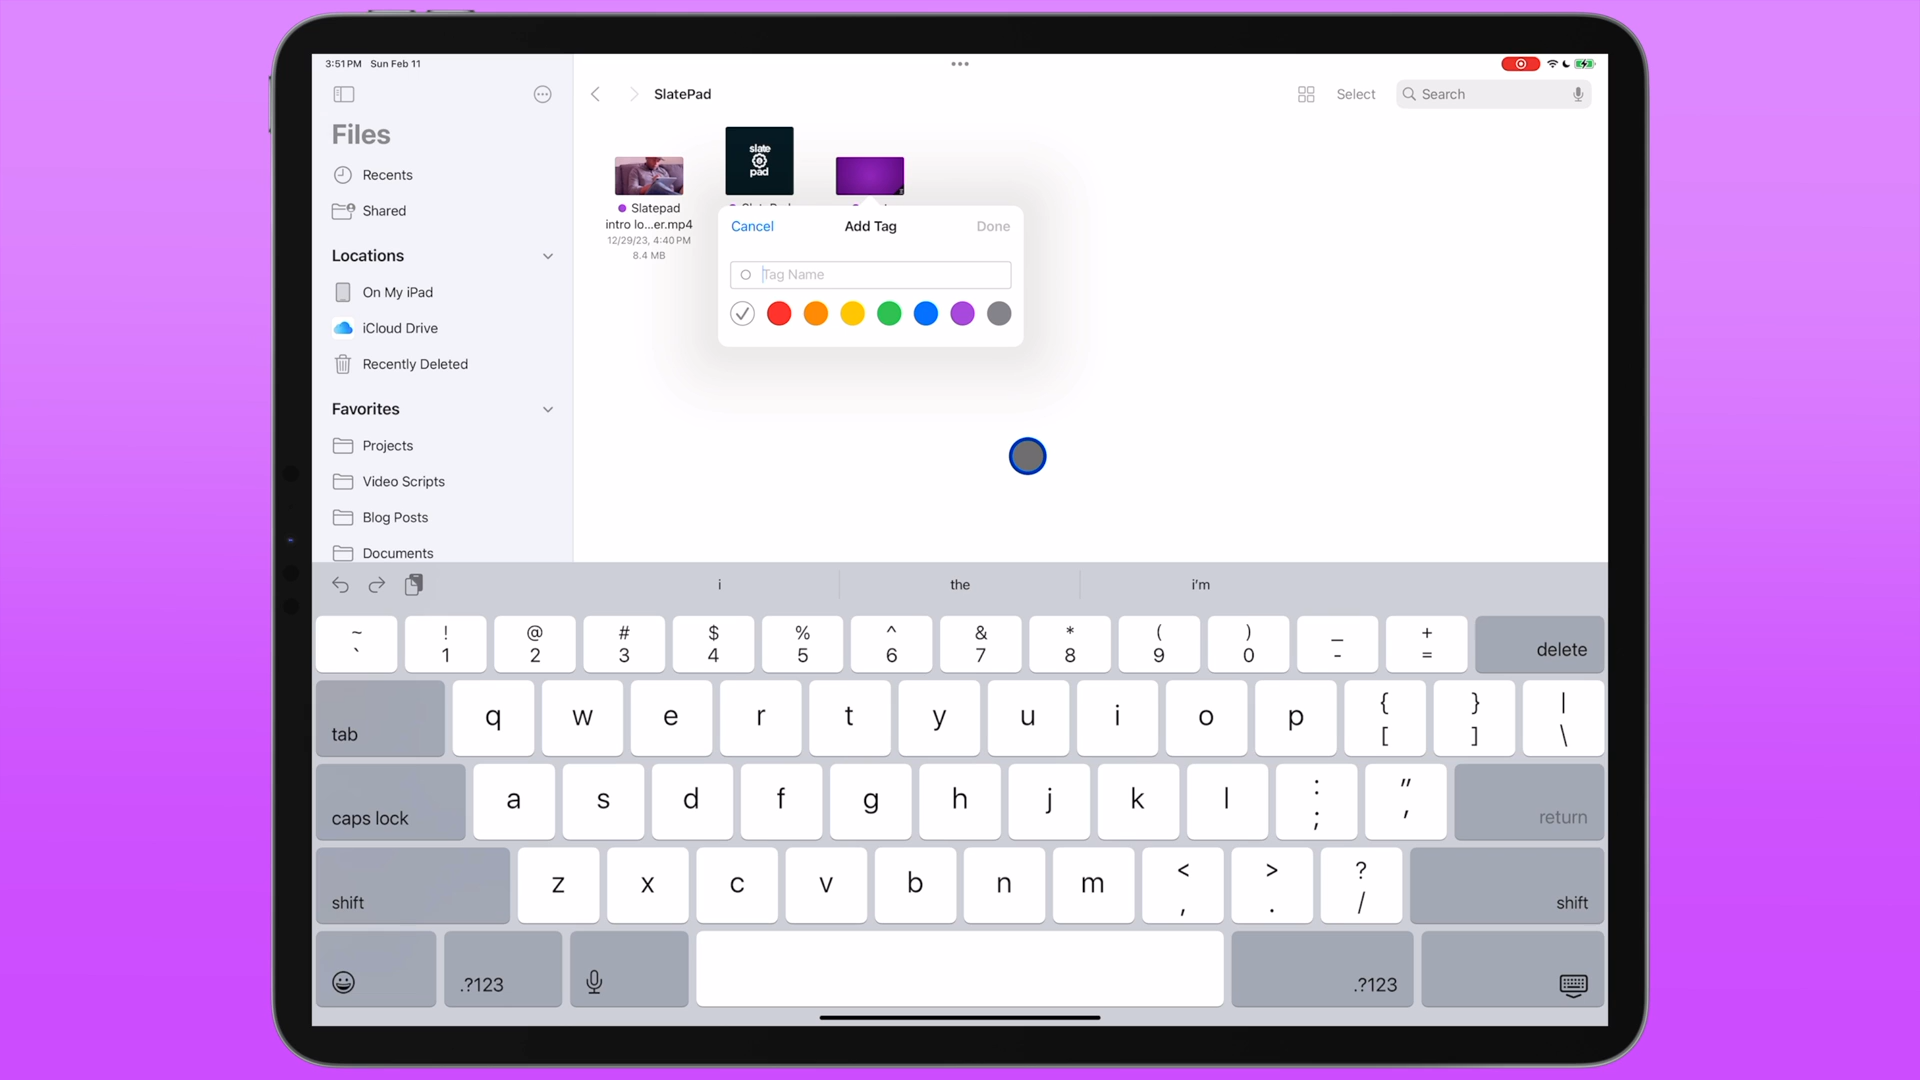 3:51 PM Sun Feb 11
Files
Recents
Shared
Locations
On My iPad
iCloud Drive
Recently Deleted
Favorites
Projects
Video Scripts
Blog Posts
Documents
SlatePad
Select
Search
slate
pad
Slatepad
intro lo...er.mp4
12/29/23, 4:40 PM
8.4 MB
Cancel
Add Tag
Done
Tag Name
i
the
i'm
~ ! @ # $ % ^ & * ( ) _ +
` 1 2 3 4 5 6 7 8 9 0 - =
delete
tab
q w e r t y u i o p { } |
[ ] \
caps lock
a s d f g h j k l : "
; '
return
shift
z x c v b n m < > ?
, . /
shift
.?123
.?123